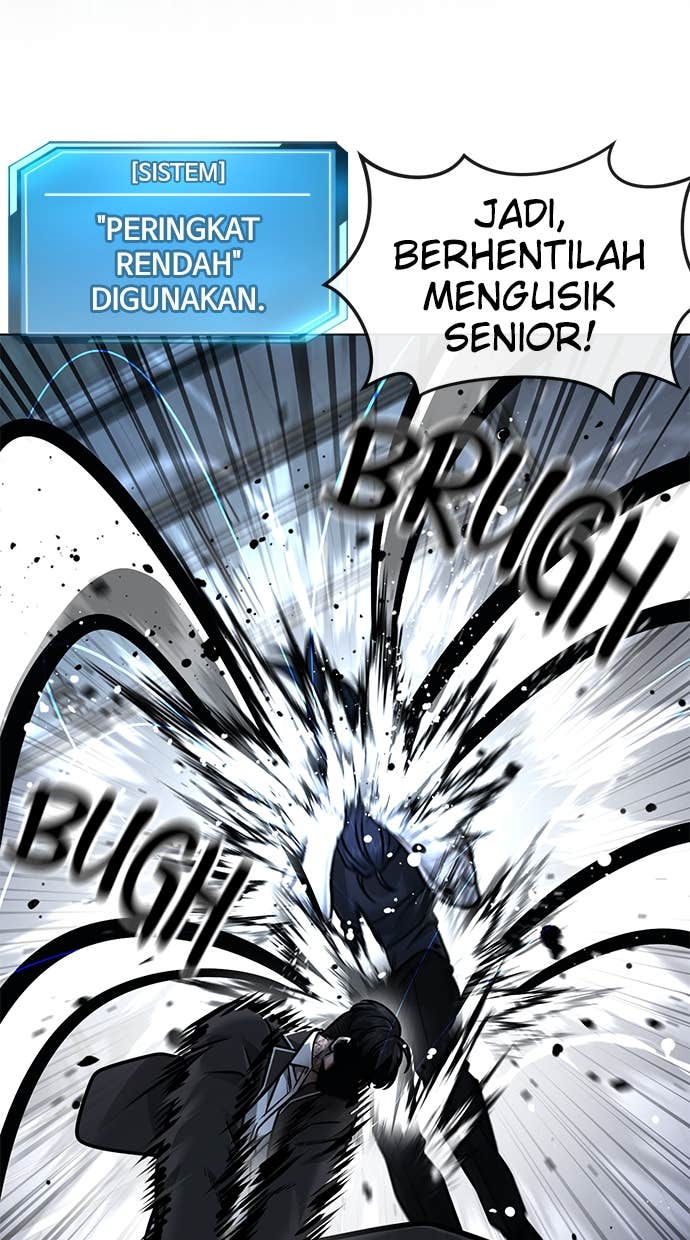 [SISTEM]
"PERINGKAT
RENDAH"
DIGUNAKAN.
JADI,
BERHENTILAH
MENGUSIK
SENIOR!
BRUGH
BUGH